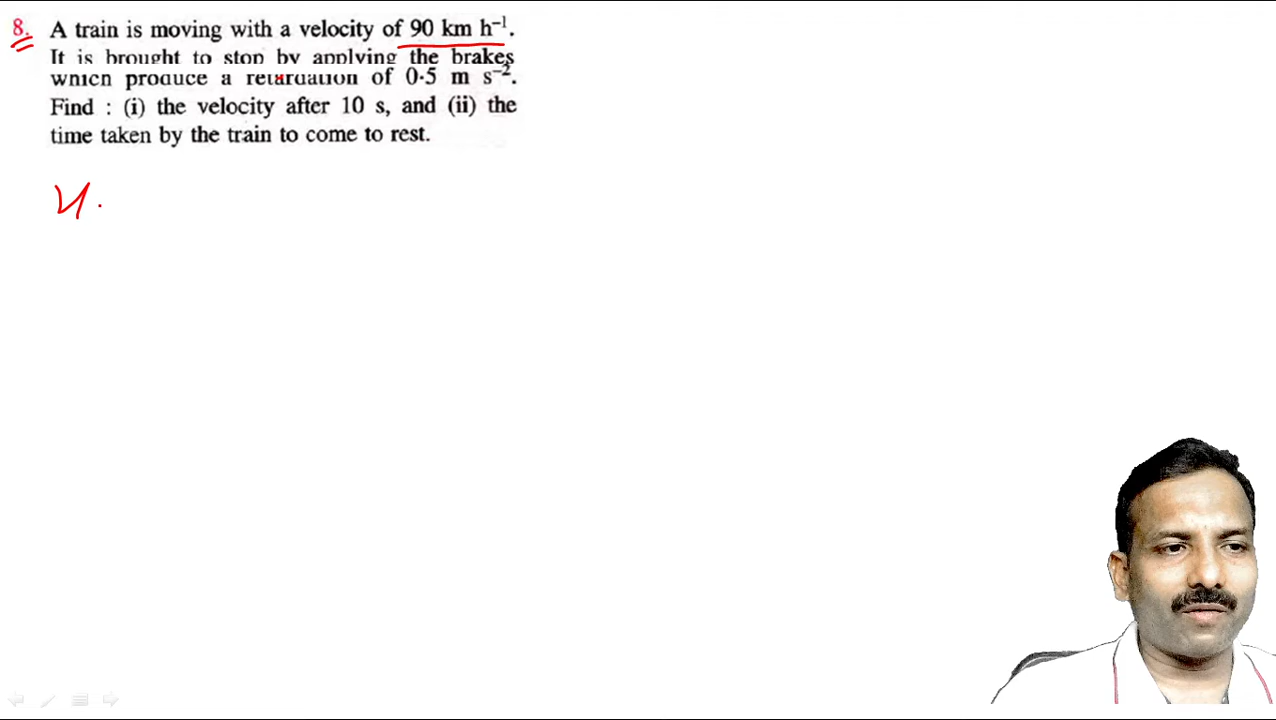 8. A train is moving with a velocity of 90 km h⁻¹.
It is brought to stop by applying the brakes
which produce a retardation of 0·5 m s⁻².
Find : (i) the velocity after 10 s, and (ii) the
time taken by the train to come to rest.
u.